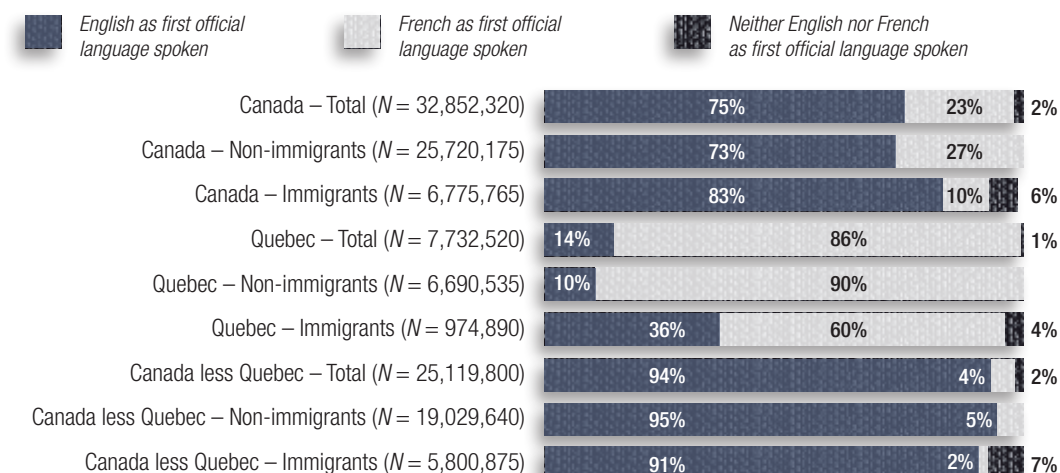 English as first official
language spoken
French as first official
language spoken
Neither English nor French
as first official language spoken
Canada – Total (N = 32,852,320) 75% 23% 2%
Canada – Non-immigrants (N = 25,720,175) 73% 27%
Canada – Immigrants (N = 6,775,765) 83% 10% 6%
Quebec – Total (N = 7,732,520) 14% 86% 1%
Quebec – Non-immigrants (N = 6,690,535) 10% 90%
Quebec – Immigrants (N = 974,890) 36% 60% 4%
Canada less Quebec – Total (N = 25,119,800) 94% 4% 2%
Canada less Quebec – Non-immigrants (N = 19,029,640) 95% 5%
Canada less Quebec – Immigrants (N = 5,800,875) 91% 2% 7%